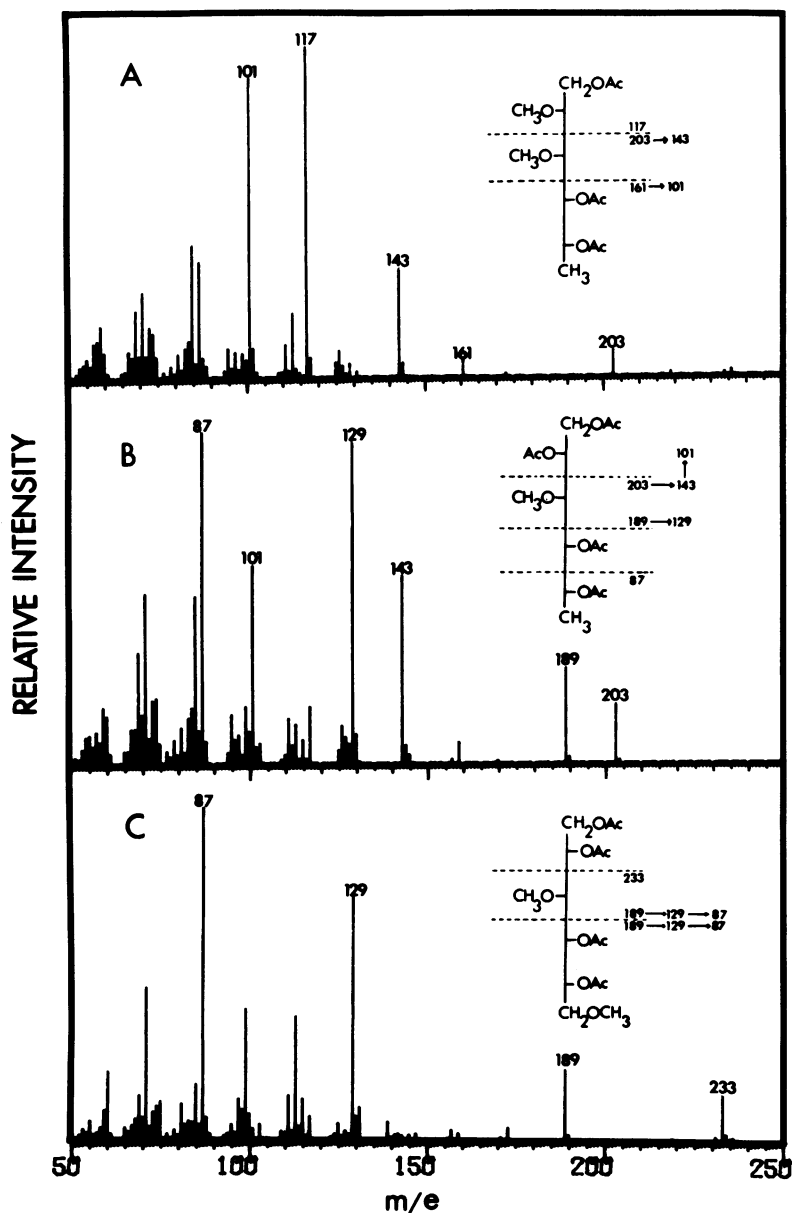 RELATIVE INTENSITY
A
101
117
143
161
203
CH2OAc
CH3O
117
203→143
CH3O
161→101
OAc
OAc
CH3
B
87
101
129
143
189
203
CH2OAc
AcO
101
↑
203→143
CH3O
189→129
OAc
87
OAc
CH3
C
87
129
189
233
CH2OAc
OAc
233
CH3O
189→129→87
189→129→87
OAc
OAc
CH2OCH3
50 100 150 200 250
m/e